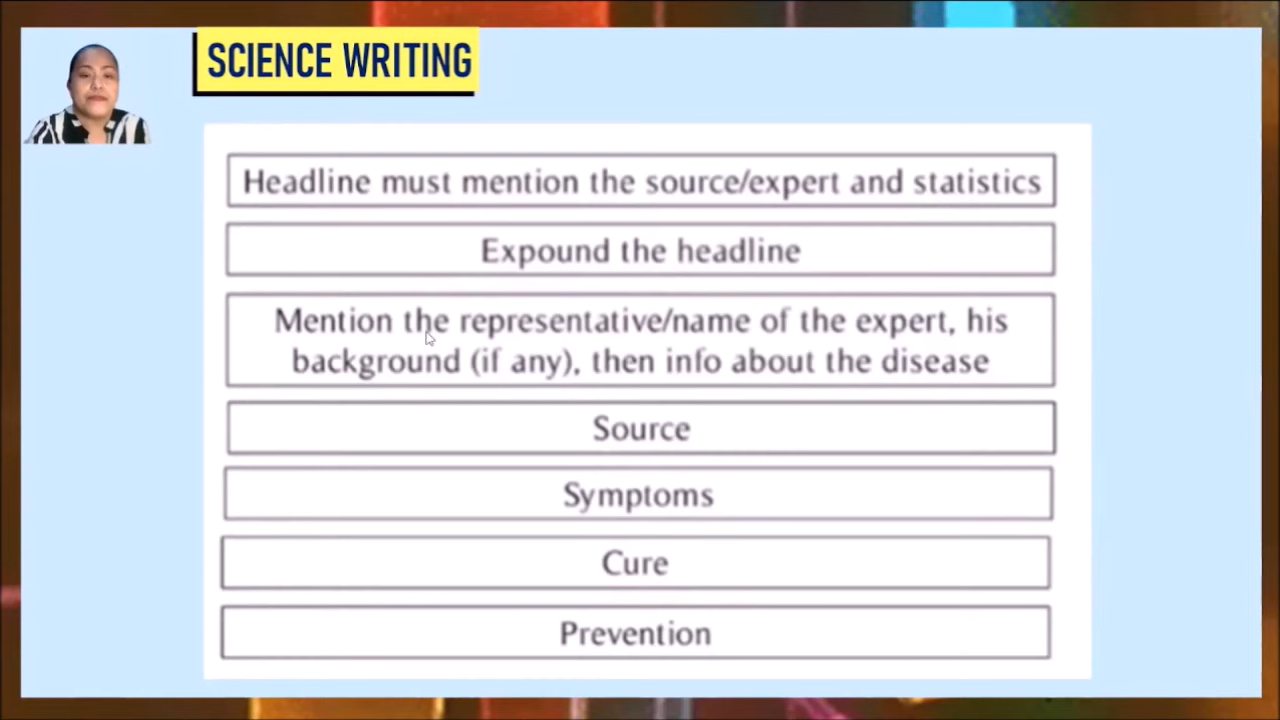 SCIENCE WRITING
Headline must mention the source/expert and statistics
Expound the headline
Mention the representative/name of the expert, his
background (if any), then info about the disease
Source
Symptoms
Cure
Prevention